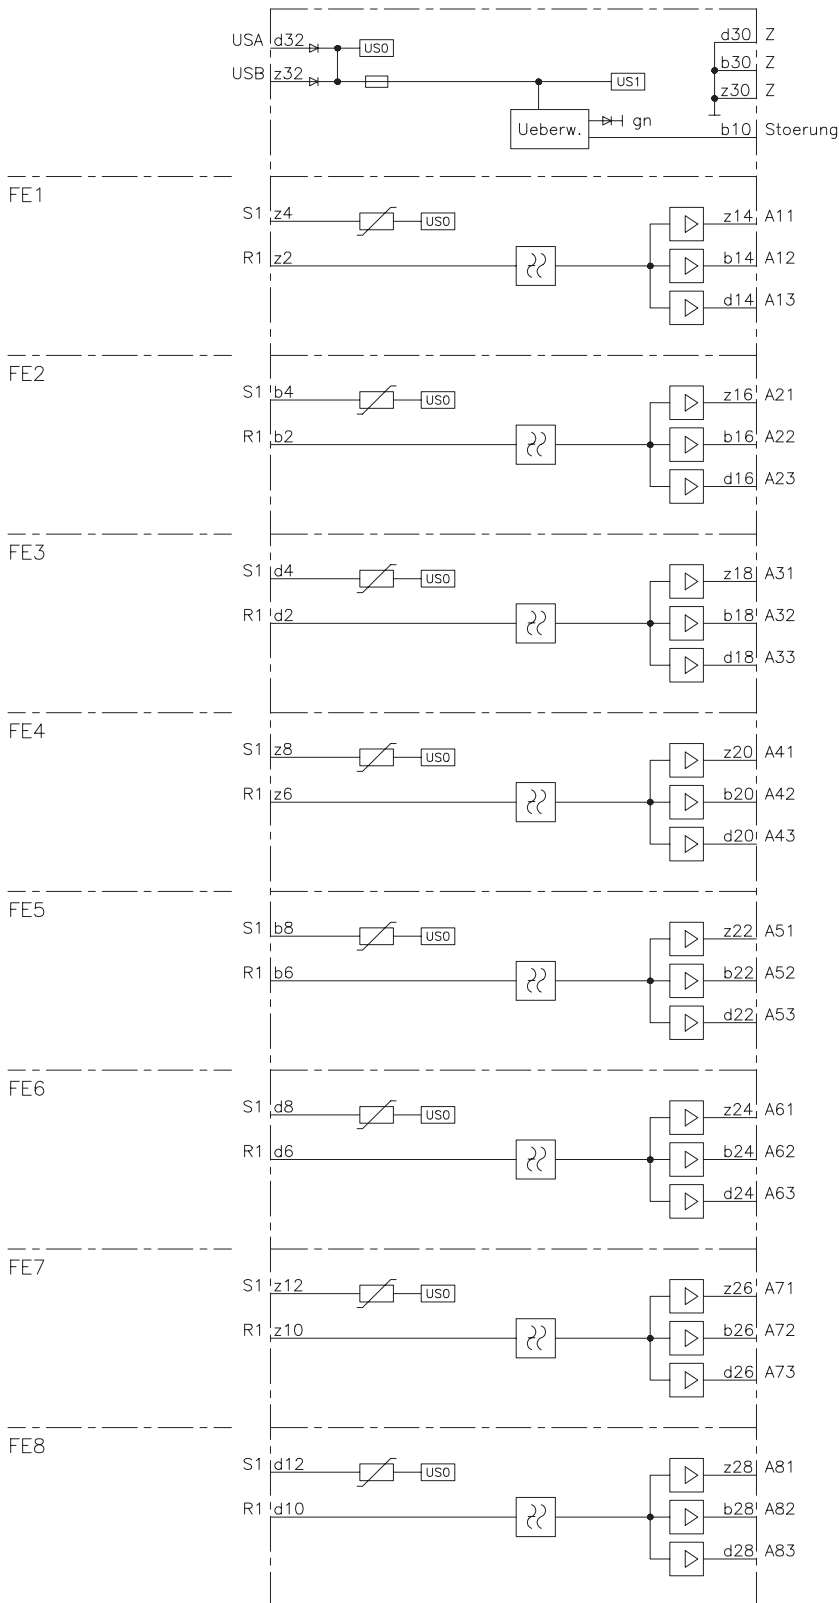 USA d32 US0 d30 Z
b30 Z
USB z32 US1
z30 Z
Ueberw. gn
b10 Stoerung
FE1
S1 z4 US0 z14 A11
R1 z2 b14 A12
d14 A13
FE2
S1 b4 US0 z16 A21
R1 b2 b16 A22
d16 A23
FE3
S1 d4 US0 z18 A31
R1 d2 b18 A32
d18 A33
FE4
S1 z8 US0 z20 A41
R1 z6 b20 A42
d20 A43
FE5
S1 b8 US0 z22 A51
R1 b6 b22 A52
d22 A53
FE6
S1 d8 US0 z24 A61
R1 d6 b24 A62
d24 A63
FE7
S1 z12 US0 z26 A71
R1 z10 b26 A72
d26 A73
FE8
S1 d12 US0 z28 A81
R1 d10 b28 A82
d28 A83